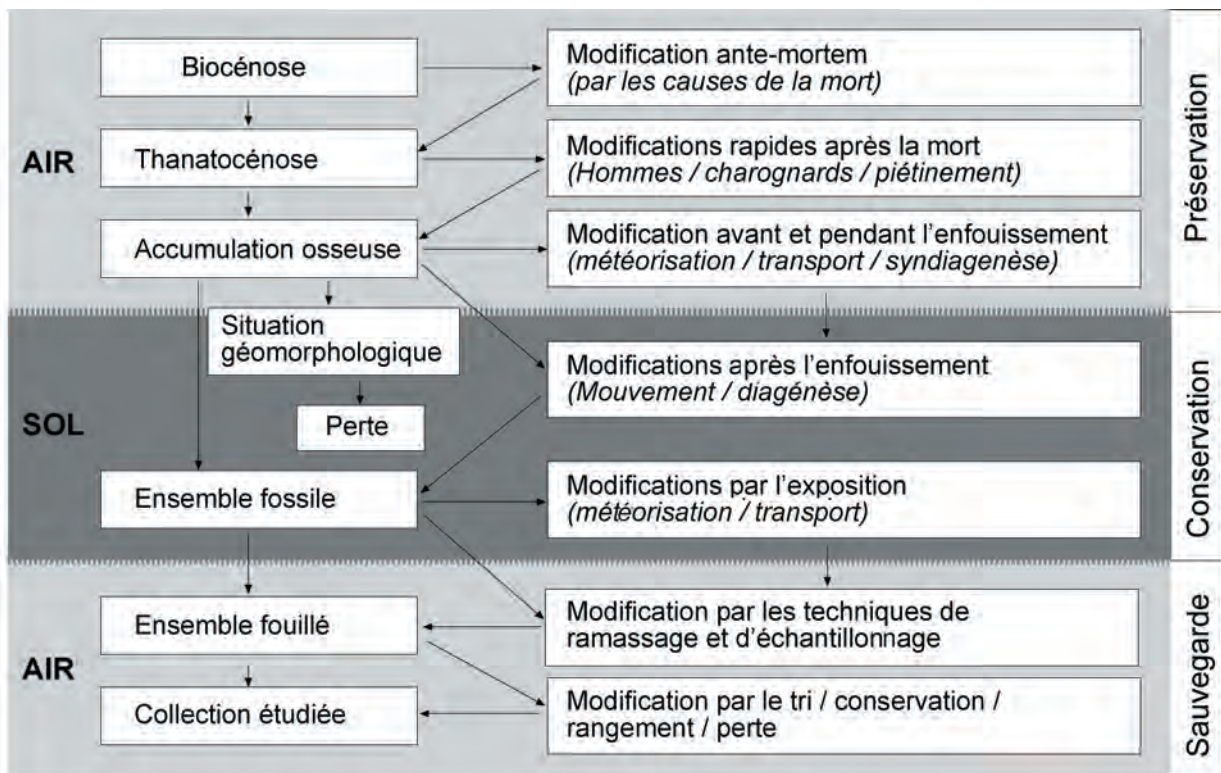 Biocénose
Modification ante-mortem
(par les causes de la mort)
AIR
Thanatocénose
Modifications rapides après la mort
(Hommes / charognards / piétinement)
Accumulation osseuse
Modification avant et pendant l'enfouissement
(météorisation / transport / syndiagenèse)
Préservation
Situation
géomorphologique
Modifications après l'enfouissement
(Mouvement / diagénèse)
SOL
Perte
Ensemble fossile
Modifications par l'exposition
(météorisation / transport)
Conservation
Ensemble fouillé
Modification par les techniques de
ramassage et d'échantillonnage
AIR
Collection étudiée
Modification par le tri / conservation /
rangement / perte
Sauvegarde